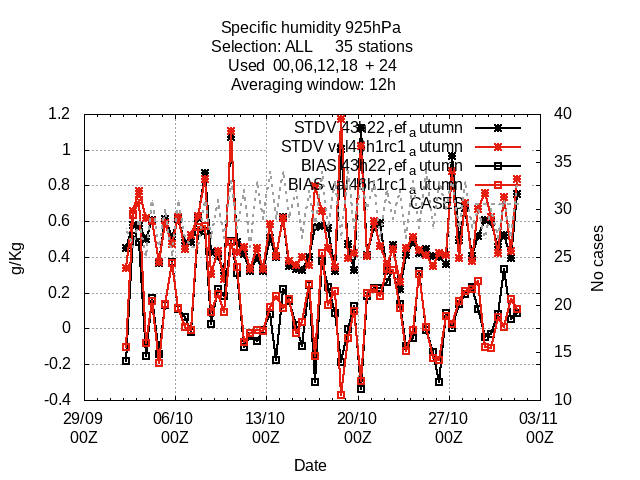 Specific humidity 925hPa
Selection: ALL 35 stations
Used 00,06,12,18 + 24
Averaging window: 12h
STDV 43h22_ref_autumn
STDV val46h1rc1_autumn
BIAS 43h22_ref_autumn
BIAS val46h1rc1_autumn
CASES
g/Kg
1.2
1
0.8
0.6
0.4
0.2
0
-0.2
-0.4
No cases
40
35
30
25
20
15
10
29/09 06/10 13/10 20/10 27/10 03/11
00Z 00Z 00Z 00Z 00Z 00Z
Date